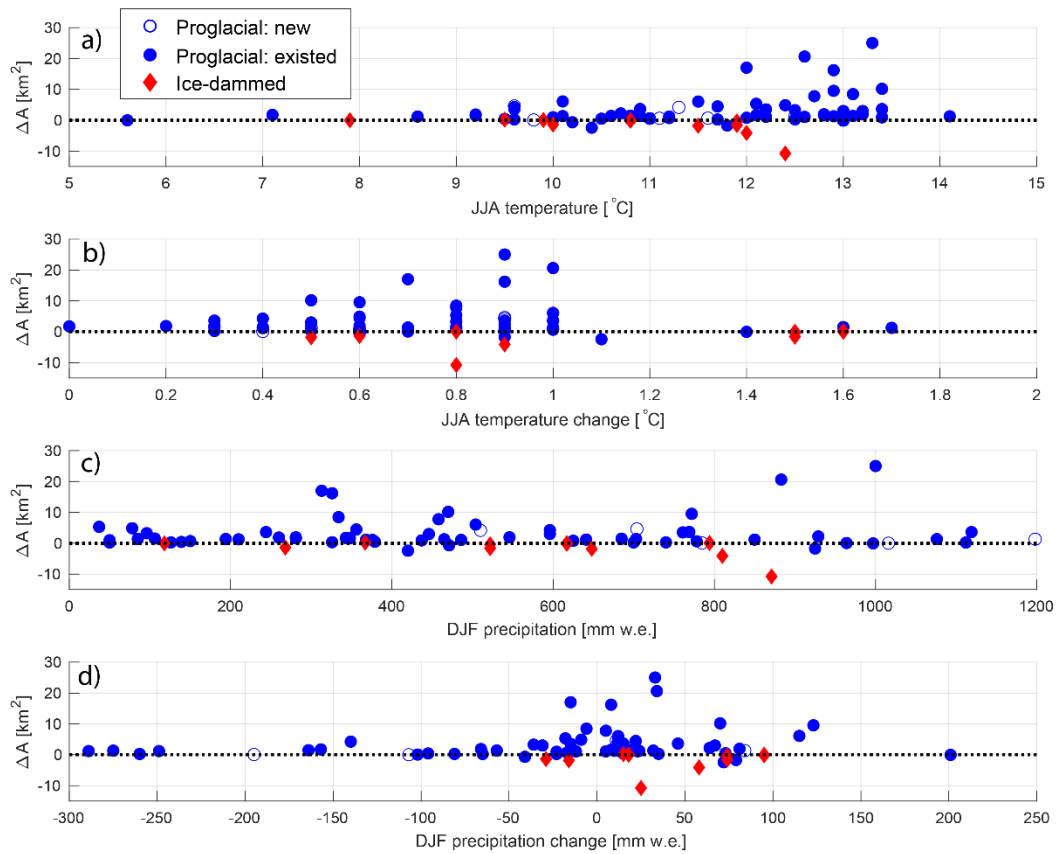 a)
Proglacial: new
Proglacial: existed
Ice-dammed
ΔA [km²]
30
20
10
0
-10
5 6 7 8 9 10 11 12 13 14 15
JJA temperature [°C]
b)
ΔA [km²]
30
20
10
0
-10
0 0.2 0.4 0.6 0.8 1 1.2 1.4 1.6 1.8 2
JJA temperature change [°C]
c)
ΔA [km²]
30
20
10
0
-10
0 200 400 600 800 1000 1200
DJF precipitation [mm w.e.]
d)
ΔA [km²]
30
20
10
0
-10
-300 -250 -200 -150 -100 -50 0 50 100 150 200 250
DJF precipitation change [mm w.e.]